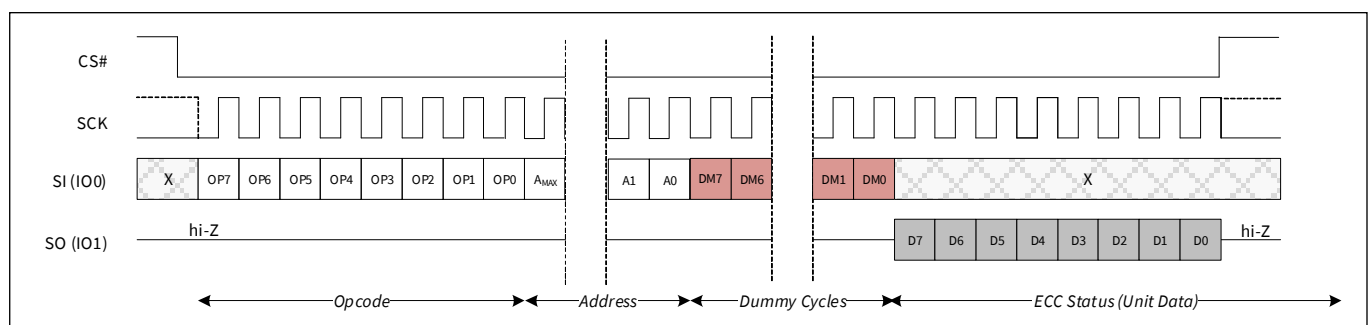 CS#
SCK
SI (IO0) X OP7 OP6 OP5 OP4 OP3 OP2 OP1 OP0 AMAX A1 A0 DM7 DM6 DM1 DM0 X
SO (IO1) hi-Z D7 D6 D5 D4 D3 D2 D1 D0 hi-Z
Opcode Address Dummy Cycles ECC Status (Unit Data)